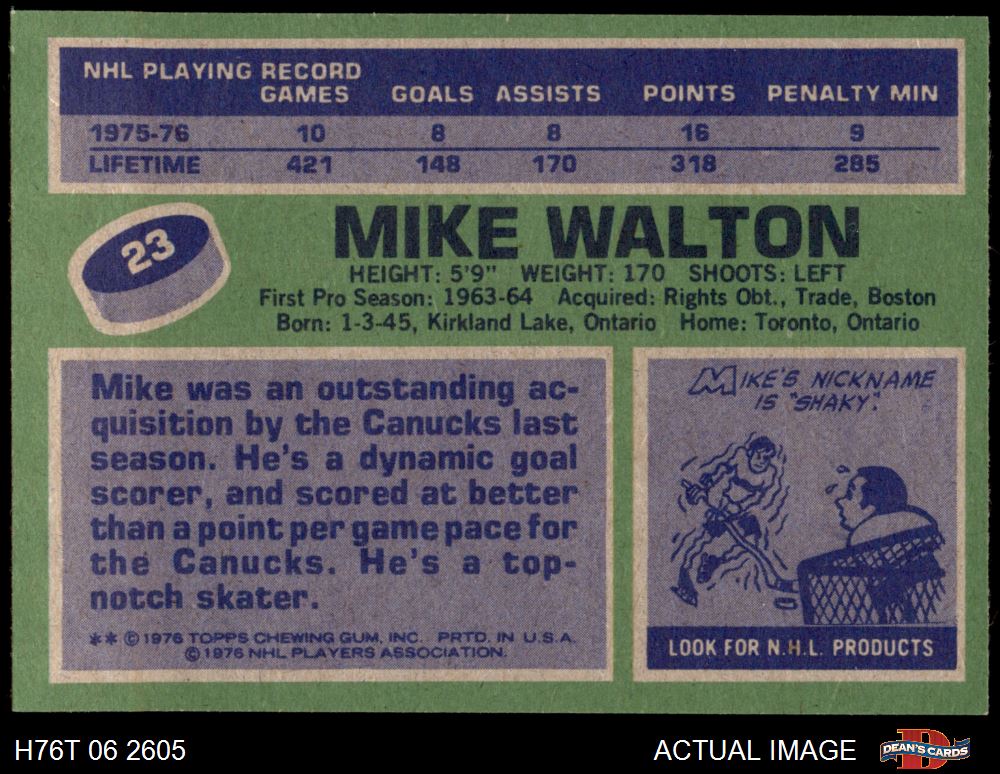 NHL PLAYING RECORD
GAMES GOALS ASSISTS POINTS PENALTY MIN
1975-76 10 8 8 16 9
LIFETIME 421 148 170 318 285
23
MIKE WALTON
HEIGHT: 5'9" WEIGHT: 170 SHOOTS: LEFT
First Pro Season: 1963-64 Acquired: Rights Obt., Trade, Boston
Born: 1-3-45, Kirkland Lake, Ontario Home: Toronto, Ontario
Mike was an outstanding ac-
quisition by the Canucks last
season. He's a dynamic goal
scorer, and scored at better
than a point per game pace for
the Canucks. He's a top-
notch skater.
** © 1976 TOPPS CHEWING GUM, INC. PRTD. IN U.S.A.
© 1976 NHL PLAYERS ASSOCIATION.
MIKE'S NICKNAME
IS "SHAKY".
LOOK FOR N.H.L. PRODUCTS
H76T 06 2605 ACTUAL IMAGE
DEAN'S CARDS